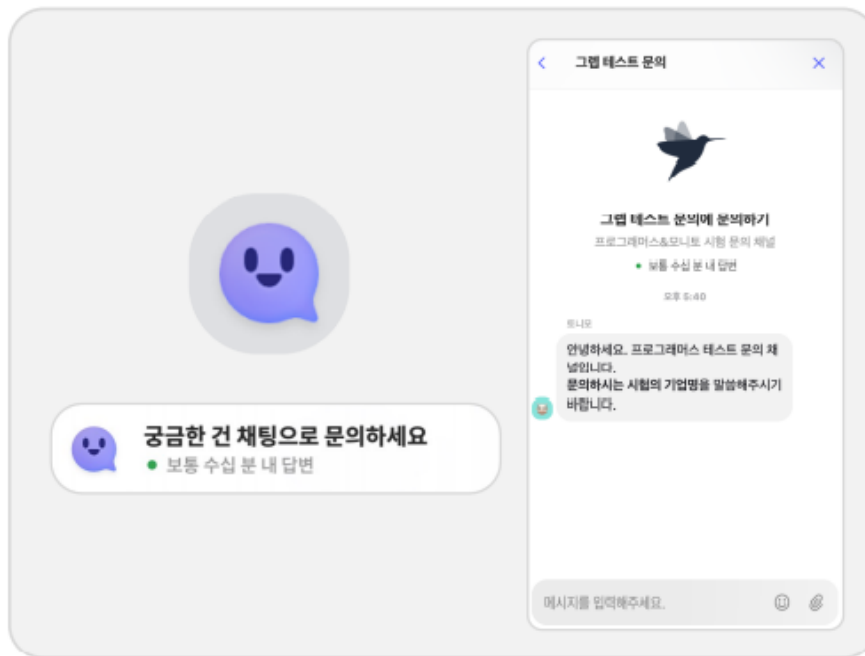 궁금한 건 채팅으로 문의하세요
보통 수십 분 내 답변
그렙 테스트 문의
그렙 테스트 문의에 문의하기
프로그래머스&모니토 시험 문의 채널
보통 수십 분 내 답변
오후 5:40
토니모
안녕하세요. 프로그래머스 테스트 문의 채
널입니다.
문의하시는 시험의 기업명을 말씀해주시기
바랍니다.
메시지를 입력해주세요.